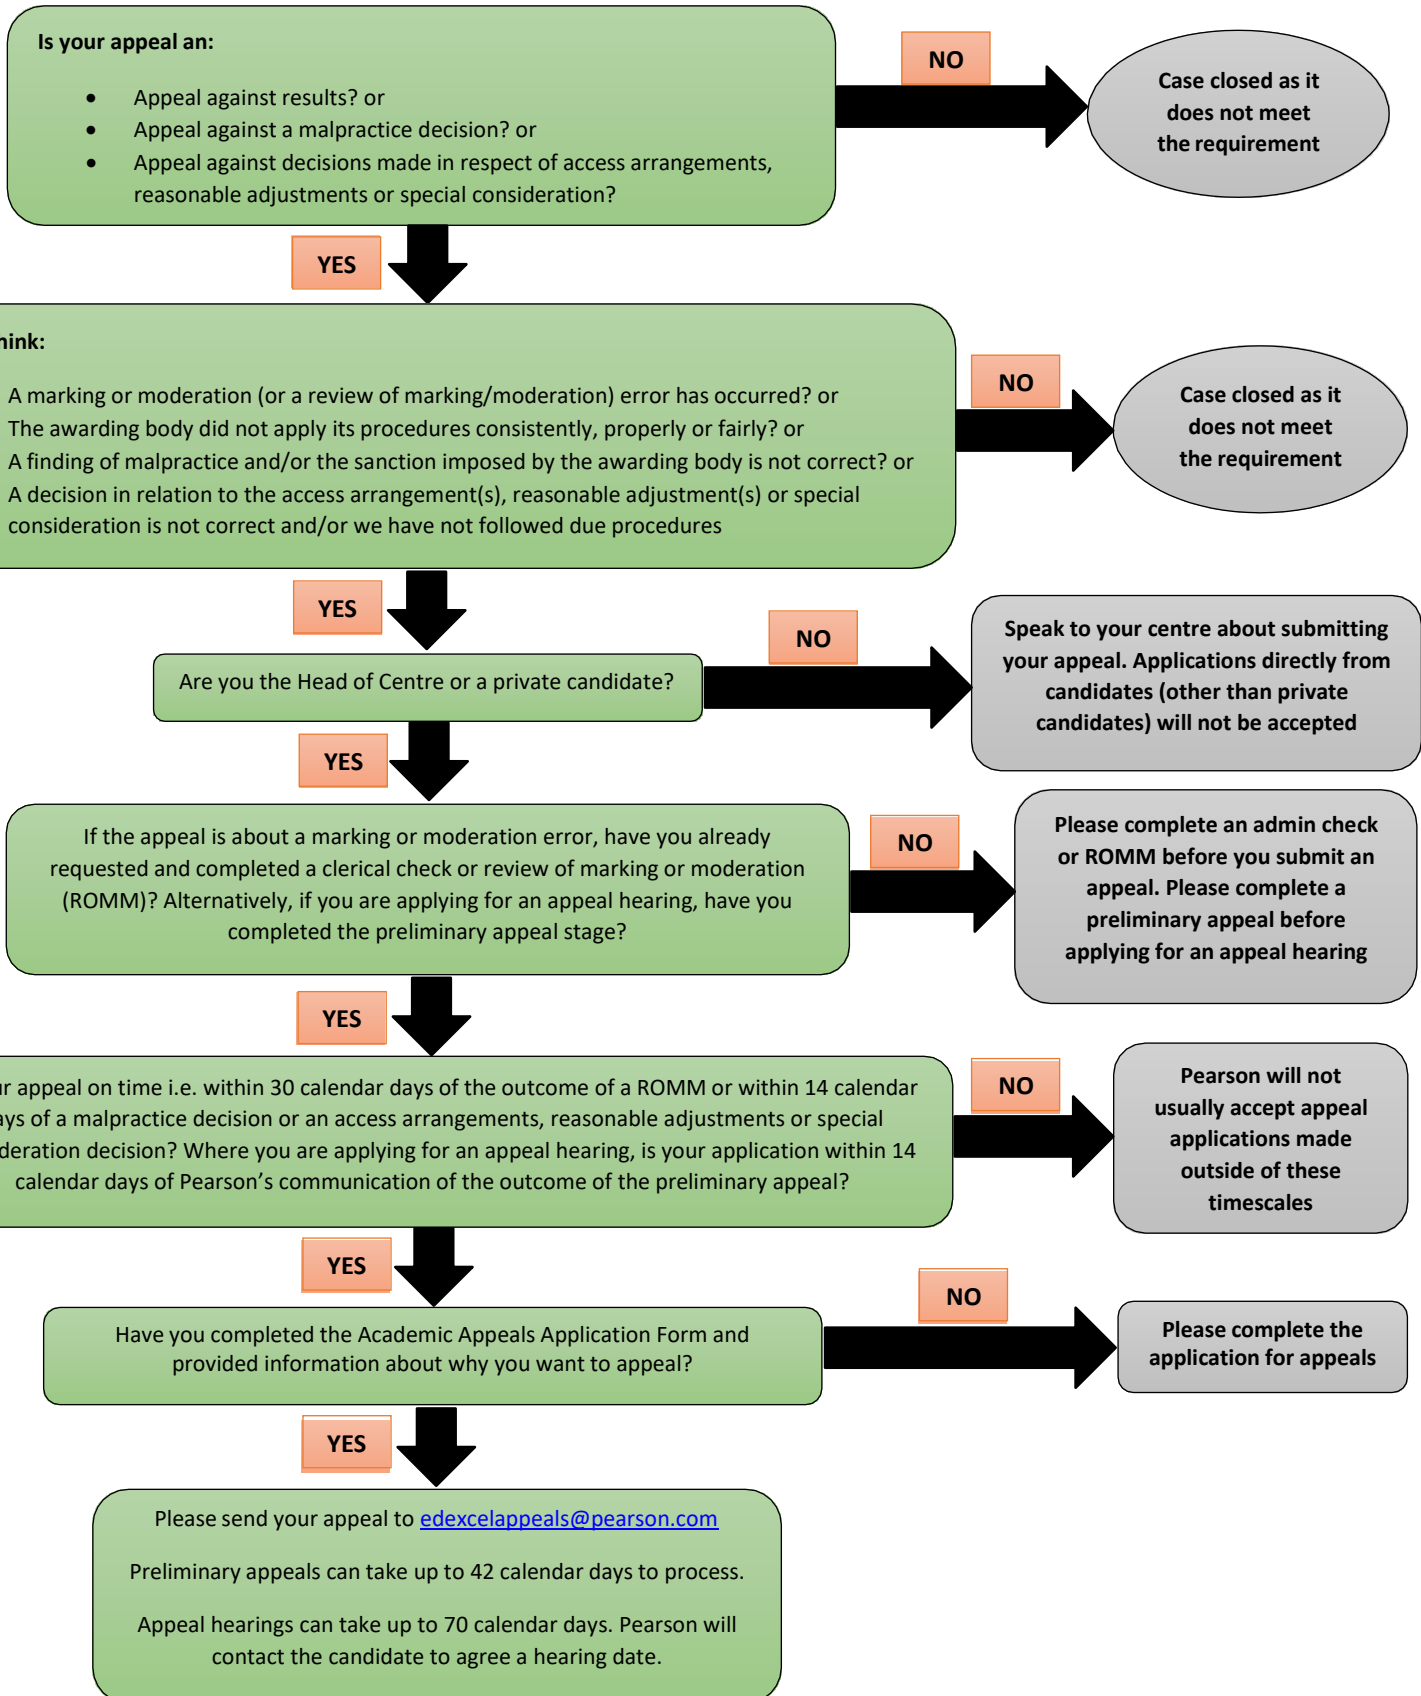 Is your appeal an:
• Appeal against results? or
• Appeal against a malpractice decision? or
• Appeal against decisions made in respect of access arrangements,
reasonable adjustments or special consideration?
NO
Case closed as it
does not meet
the requirement
YES
hink:
A marking or moderation (or a review of marking/moderation) error has occurred? or
The awarding body did not apply its procedures consistently, properly or fairly? or
A finding of malpractice and/or the sanction imposed by the awarding body is not correct? or
A decision in relation to the access arrangement(s), reasonable adjustment(s) or special
consideration is not correct and/or we have not followed due procedures
NO
Case closed as it
does not meet
the requirement
YES
Are you the Head of Centre or a private candidate?
NO
Speak to your centre about submitting
your appeal. Applications directly from
candidates (other than private
candidates) will not be accepted
YES
If the appeal is about a marking or moderation error, have you already
requested and completed a clerical check or review of marking or moderation
(ROMM)? Alternatively, if you are applying for an appeal hearing, have you
completed the preliminary appeal stage?
NO
Please complete an admin check
or ROMM before you submit an
appeal. Please complete a
preliminary appeal before
applying for an appeal hearing
YES
ur appeal on time i.e. within 30 calendar days of the outcome of a ROMM or within 14 calendar
ays of a malpractice decision or an access arrangements, reasonable adjustments or special
deration decision? Where you are applying for an appeal hearing, is your application within 14
calendar days of Pearson's communication of the outcome of the preliminary appeal?
NO
Pearson will not
usually accept appeal
applications made
outside of these
timescales
YES
Have you completed the Academic Appeals Application Form and
provided information about why you want to appeal?
NO
Please complete the
application for appeals
YES
Please send your appeal to edexcelappeals@pearson.com
Preliminary appeals can take up to 42 calendar days to process.
Appeal hearings can take up to 70 calendar days. Pearson will
contact the candidate to agree a hearing date.